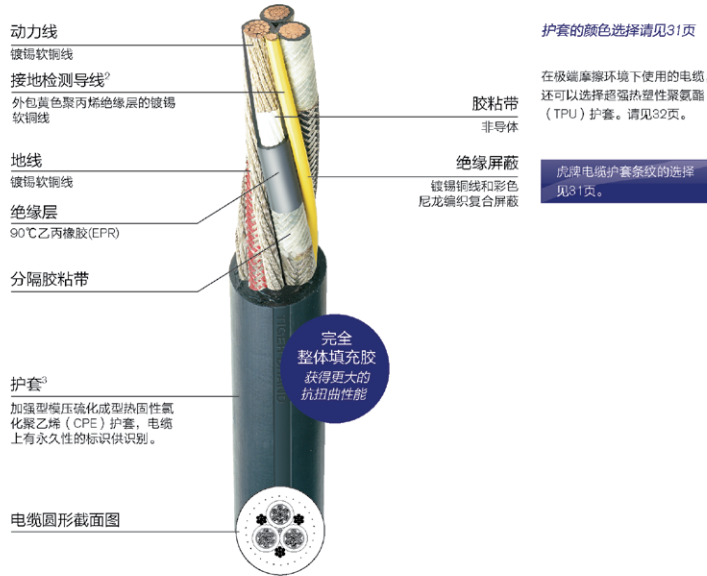 动力线
镀锡软铜线
接地检测导线2
外包黄色聚丙烯绝缘层的镀锡
软铜线
地线
镀锡软铜线
绝缘层
90℃乙丙橡胶(EPR)
分隔胶粘带
护套3
加强型模压硫化成型热固性氯
化聚乙烯（CPE）护套，电缆
上有永久性的标识供识别。
电缆圆形截面图
胶粘带
非导体
绝缘屏蔽
镀锡铜线和彩色
尼龙编织复合屏蔽
完全
整体填充胶
获得更大的
抗扭曲性能
护套的颜色选择请见31页
在极端摩擦环境下使用的电缆
还可以选择超强热塑性聚氨酯
（TPU）护套。请见32页。
虎牌电缆护套条纹的选择
见31页。